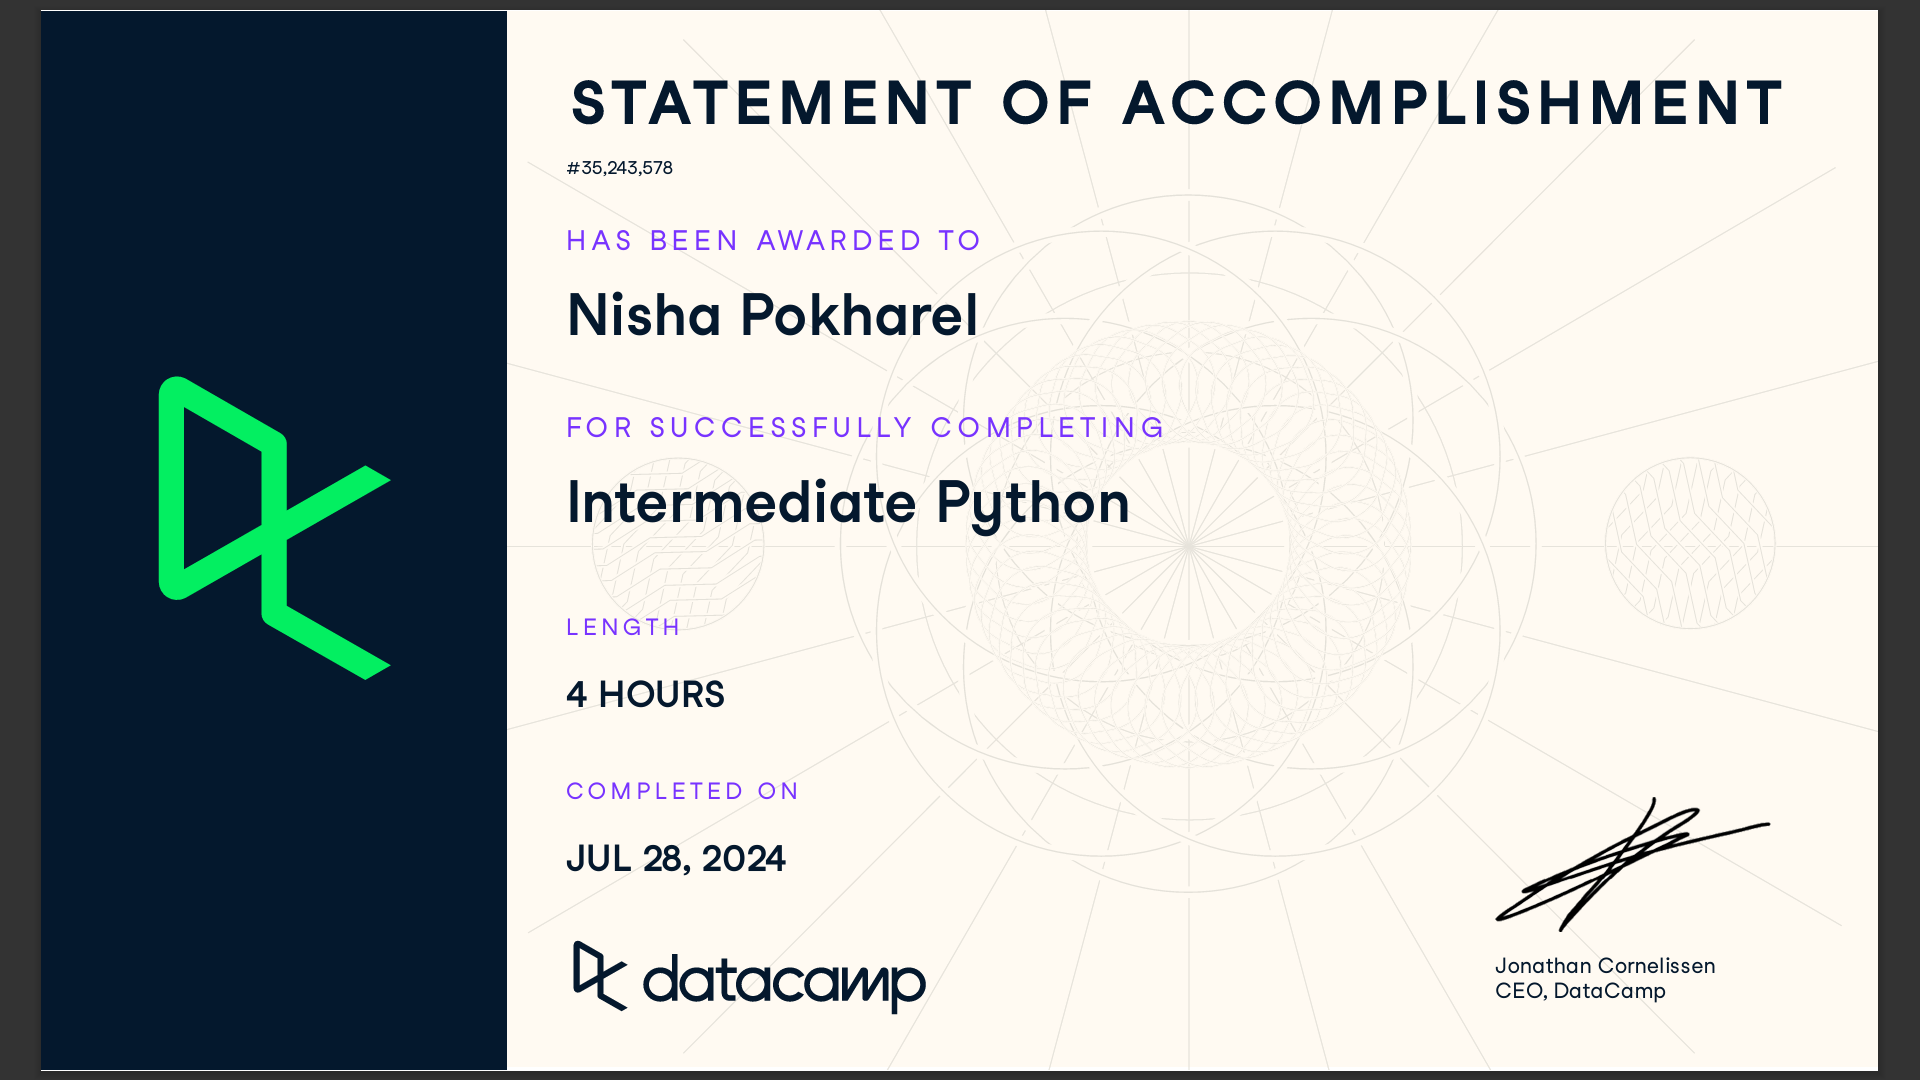 STATEMENT OF ACCOMPLISHMENT
#35,243,578
HAS BEEN AWARDED TO
Nisha Pokharel
FOR SUCCESSFULLY COMPLETING
Intermediate Python
LENGTH
4 HOURS
COMPLETED ON
JUL 28, 2024
datacamp
Jonathan Cornelissen
CEO, DataCamp